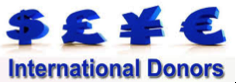 $ £ ¥ €
International Donors